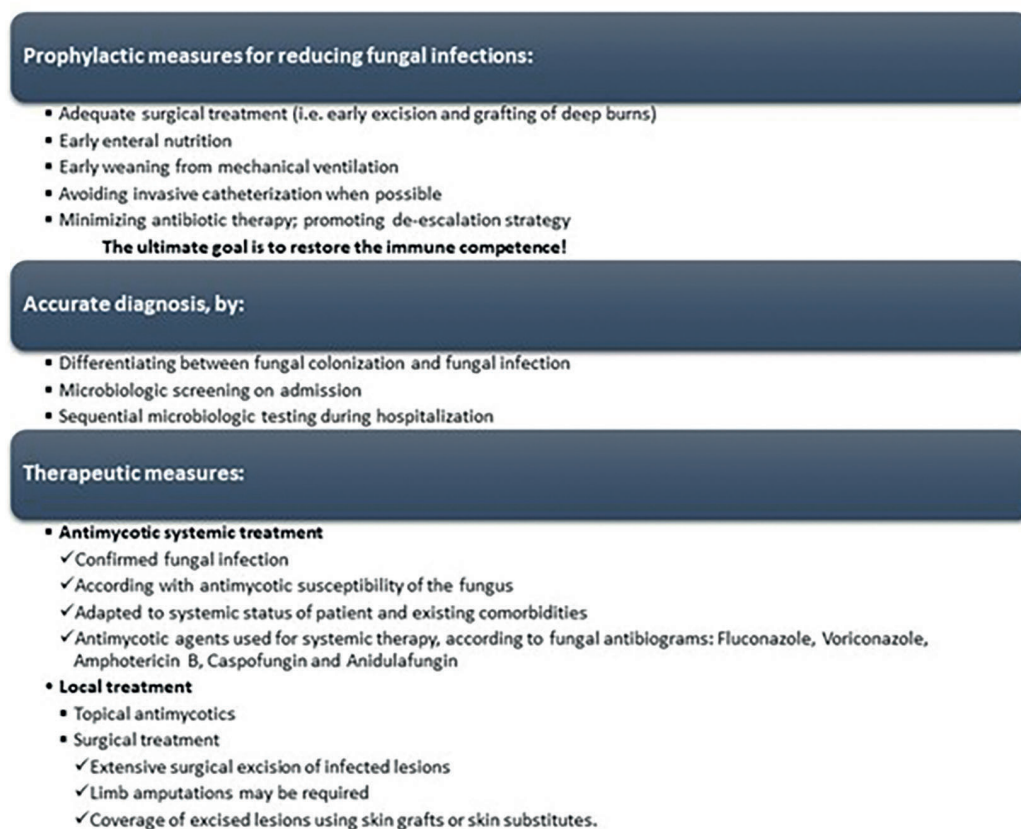 Prophylactic measures for reducing fungal infections:
▪ Adequate surgical treatment (i.e. early excision and grafting of deep burns)
▪ Early enteral nutrition
▪ Early weaning from mechanical ventilation
▪ Avoiding invasive catheterization when possible
▪ Minimizing antibiotic therapy; promoting de-escalation strategy
The ultimate goal is to restore the immune competence!
Accurate diagnosis, by:
▪ Differentiating between fungal colonization and fungal infection
▪ Microbiologic screening on admission
▪ Sequential microbiologic testing during hospitalization
Therapeutic measures:
▪ Antimycotic systemic treatment
✓Confirmed fungal infection
✓According with antimycotic susceptibility of the fungus
✓Adapted to systemic status of patient and existing comorbidities
✓Antimycotic agents used for systemic therapy, according to fungal antibiograms: Fluconazole, Voriconazole,
Amphotericin B, Caspofungin and Anidulafungin
• Local treatment
▪ Topical antimycotics
▪ Surgical treatment
✓Extensive surgical excision of infected lesions
✓Limb amputations may be required
✓Coverage of excised lesions using skin grafts or skin substitutes.